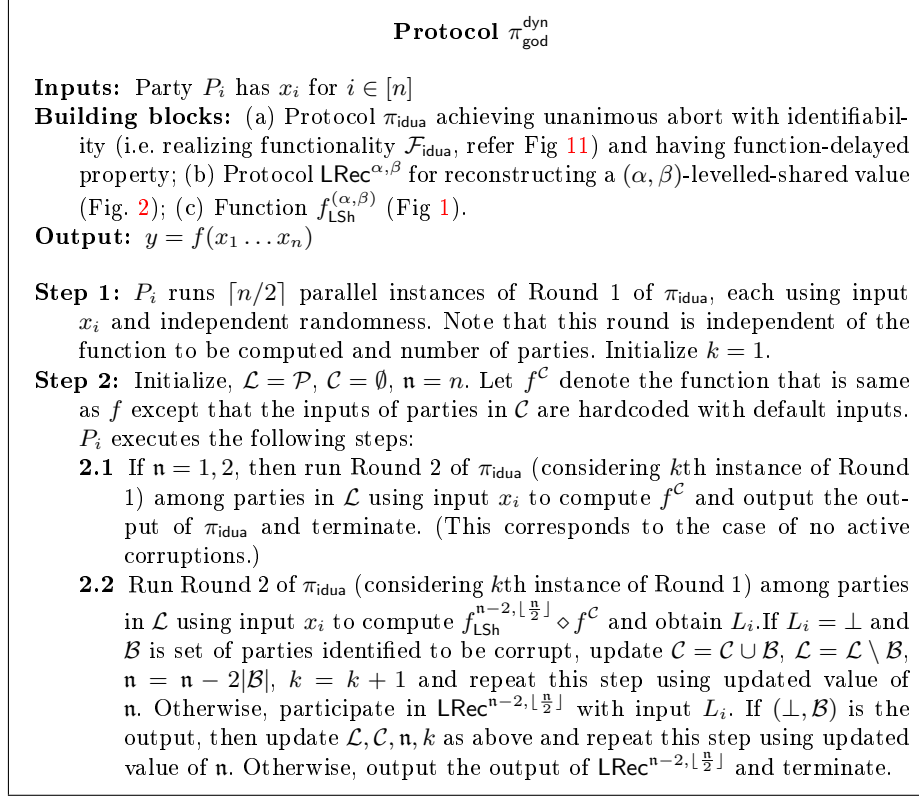 Protocol π_god^dyn
Inputs: Party P_i has x_i for i ∈ [n]
Building blocks: (a) Protocol π_idua achieving unanimous abort with identifiabil-
ity (i.e. realizing functionality F_idua, refer Fig 11) and having function-delayed
property; (b) Protocol LRec^{α,β} for reconstructing a (α, β)-levelled-shared value
(Fig. 2); (c) Function f_LSh^{(α,β)} (Fig 1).
Output: y = f(x_1 … x_n)
Step 1: P_i runs ⌈n/2⌉ parallel instances of Round 1 of π_idua, each using input
x_i and independent randomness. Note that this round is independent of the
function to be computed and number of parties. Initialize k = 1.
Step 2: Initialize, L = P, C = ∅, 𝔫 = n. Let f^C denote the function that is same
as f except that the inputs of parties in C are hardcoded with default inputs.
P_i executes the following steps:
2.1 If 𝔫 = 1, 2, then run Round 2 of π_idua (considering kth instance of Round
1) among parties in L using input x_i to compute f^C and output the out-
put of π_idua and terminate. (This corresponds to the case of no active
corruptions.)
2.2 Run Round 2 of π_idua (considering kth instance of Round 1) among parties
in L using input x_i to compute f_LSh^{𝔫−2,⌊𝔫/2⌋} ⋄ f^C and obtain L_i.If L_i = ⊥ and
B is set of parties identified to be corrupt, update C = C ∪ B, L = L \ B,
𝔫 = 𝔫 − 2|B|, k = k + 1 and repeat this step using updated value of
𝔫. Otherwise, participate in LRec^{𝔫−2,⌊𝔫/2⌋} with input L_i. If (⊥, B) is the
output, then update L, C, 𝔫, k as above and repeat this step using updated
value of 𝔫. Otherwise, output the output of LRec^{𝔫−2,⌊𝔫/2⌋} and terminate.